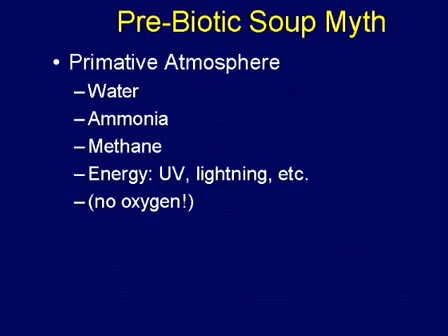 Pre-Biotic Soup Myth
• Primative Atmosphere
–Water
–Ammonia
–Methane
–Energy: UV, lightning, etc.
–(no oxygen!)